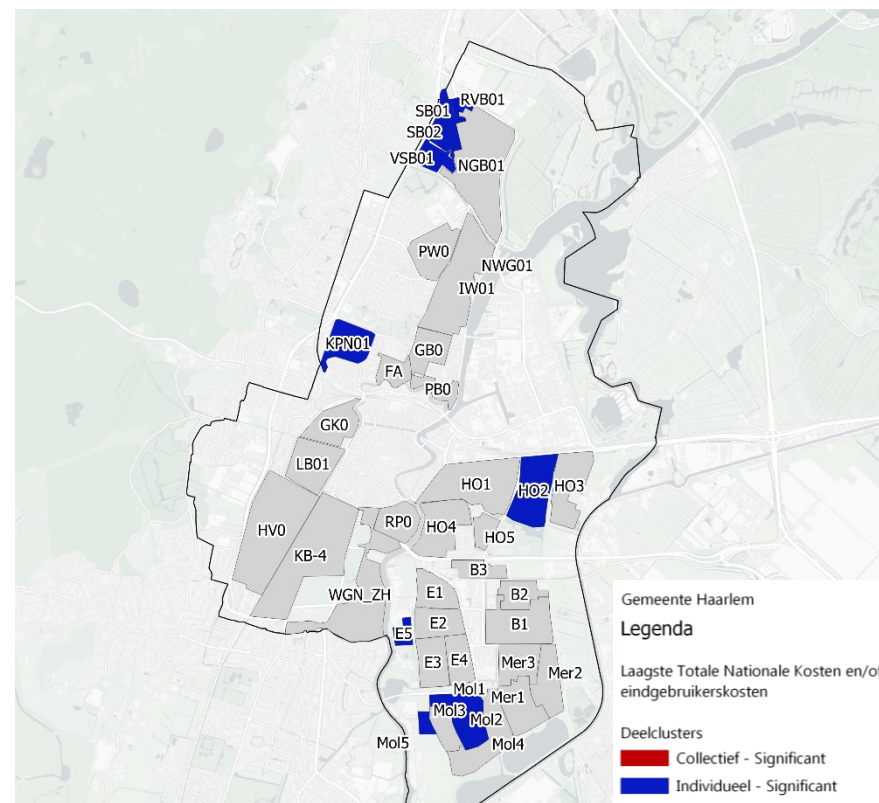 RVB01
SB01
SB02
VSB01
NGB01
PW0
NWG01
IW01
KPN01
GB0
FA
PB0
GK0
LB01
HO1
HO2
HO3
HV0
RP0
HO4
HO5
KB-4
B3
WGN_ZH
E1
B2
E2
B1
E5
E3
E4
Mer3
Mer2
Mol1
Mer1
Mol3
Mol2
Mol5
Mol4
Gemeente Haarlem
Legenda
Laagste Totale Nationale Kosten en/of
eindgebruikerskosten
Deelclusters
Collectief - Significant
Individueel - Significant